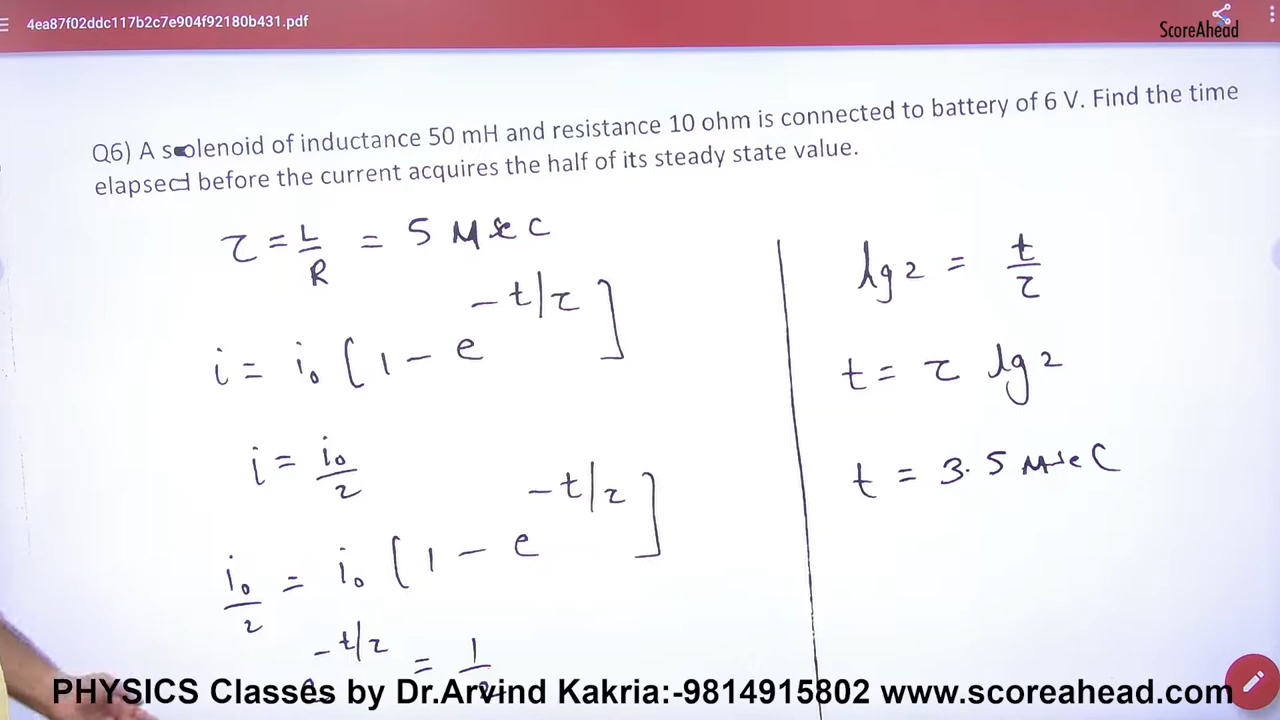 4ea87f02ddc117b2c7e904f92180b431.pdf
ScoreAhead
Q6) A solenoid of inductance 50 mH and resistance 10 ohm is connected to battery of 6 V. Find the time
elapsed before the current acquires the half of its steady state value.
τ = L/R = 5 Msec
i = i₀ [1 - e^(-t/τ)]
i = i₀/2
i₀/2 = i₀ [1 - e^(-t/τ)]
e^(-t/τ) = 1/2
lg 2 = t/τ
t = τ lg 2
t = 3.5 Msec
PHYSICS Classes by Dr.Arvind Kakria:-9814915802 www.scoreahead.com